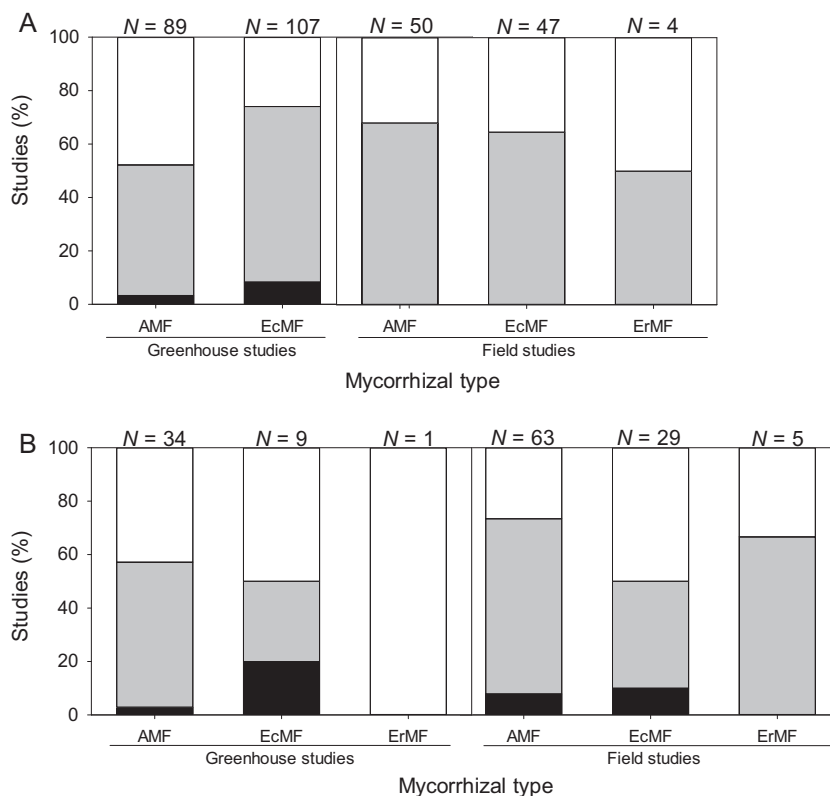 A
N = 89 N = 107 N = 50 N = 47 N = 4
100
80
60
40
20
0
Studies (%)
AMF EcMF AMF EcMF ErMF
Greenhouse studies Field studies
Mycorrhizal type
B
N = 34 N = 9 N = 1 N = 63 N = 29 N = 5
100
80
60
40
20
0
Studies (%)
AMF EcMF ErMF AMF EcMF ErMF
Greenhouse studies Field studies
Mycorrhizal type